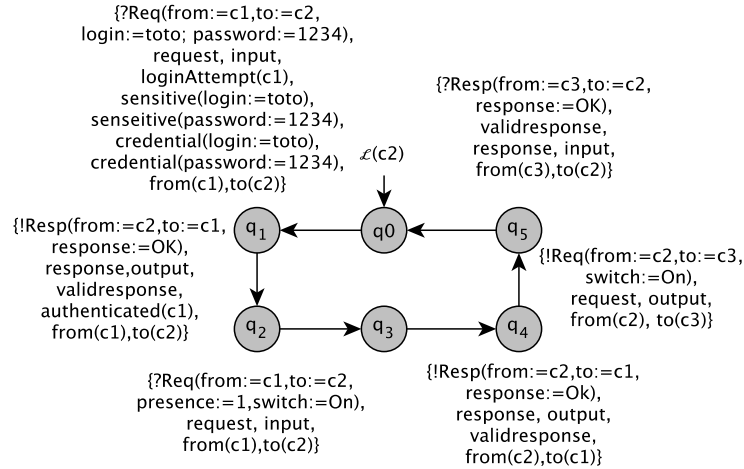 {?Req(from:=c1,to:=c2,
login:=toto; password:=1234),
request, input,
loginAttempt(c1),
sensitive(login:=toto),
senseitive(password:=1234),
credential(login:=toto),
credential(password:=1234),
from(c1),to(c2)}
{?Resp(from:=c3,to:=c2,
response:=OK),
validresponse,
response, input,
from(c3),to(c2)}
ℒ(c2)
q1
q0
q5
{!Resp(from:=c2,to:=c1,
response:=OK),
response,output,
validresponse,
authenticated(c1),
from(c1),to(c2)}
{!Req(from:=c2,to:=c3,
switch:=On),
request, output,
from(c2), to(c3)}
q2
q3
q4
{?Req(from:=c1,to:=c2,
presence:=1,switch:=On),
request, input,
from(c1),to(c2)}
{!Resp(from:=c2,to:=c1,
response:=Ok),
response, output,
validresponse,
from(c2),to(c1)}